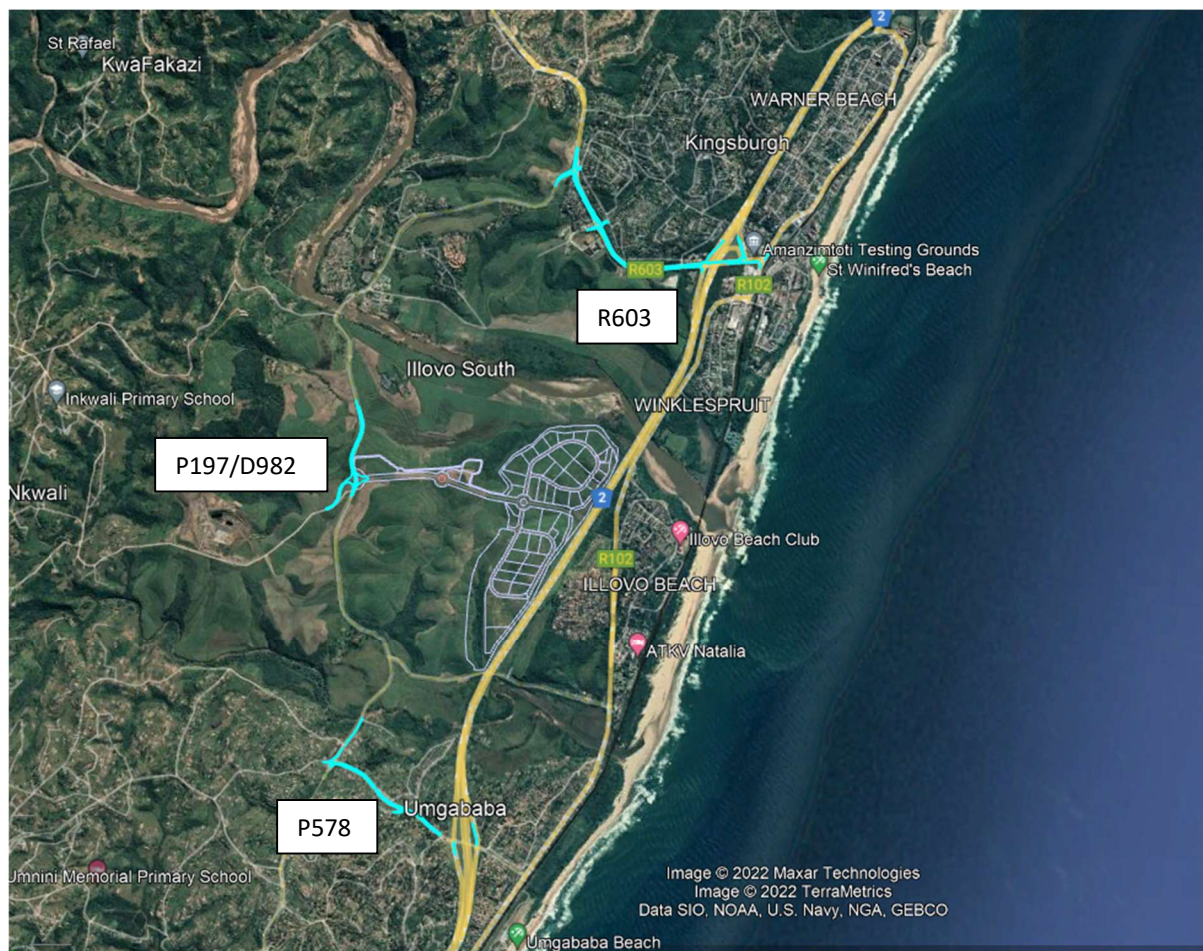 2
St Rafael
KwaFakazi
WARNER BEACH
Kingsburgh
Amanzimtoti Testing Grounds
R603
St Winifred's Beach
R102
R603
Illovo South
Inkwali Primary School
WINKLESPRUIT
P197/D982
Nkwali
2
Illovo Beach Club
R102
ILLOVO BEACH
ATKV Natalia
Umgababa
P578
Umnini Memorial Primary School
Image © 2022 Maxar Technologies
Image © 2022 TerraMetrics
Data SIO, NOAA, U.S. Navy, NGA, GEBCO
Umgababa Beach